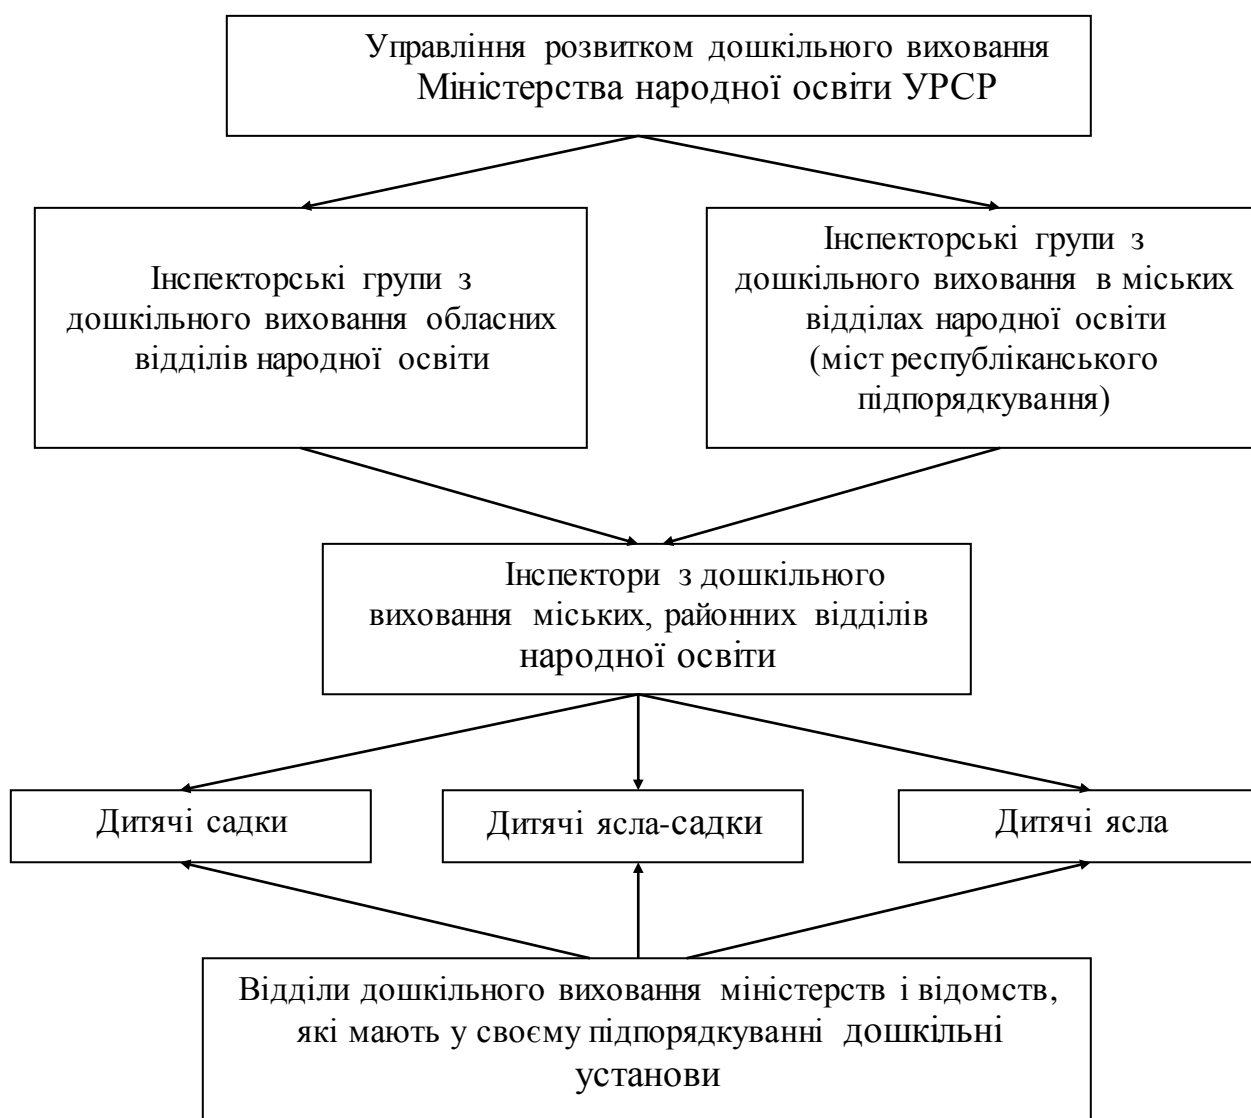 Управління розвитком дошкільного виховання
Міністерства народної освіти УРСР
Інспекторські групи з
дошкільного виховання обласних
відділів народної освіти
Інспекторські групи з
дошкільного виховання в міських
відділах народної освіти
(міст республіканського
підпорядкування)
Інспектори з дошкільного
виховання міських, районних відділів
народної освіти
Дитячі садки
Дитячі ясла-садки
Дитячі ясла
Відділи дошкільного виховання міністерств і відомств,
які мають у своєму підпорядкуванні дошкільні
установи